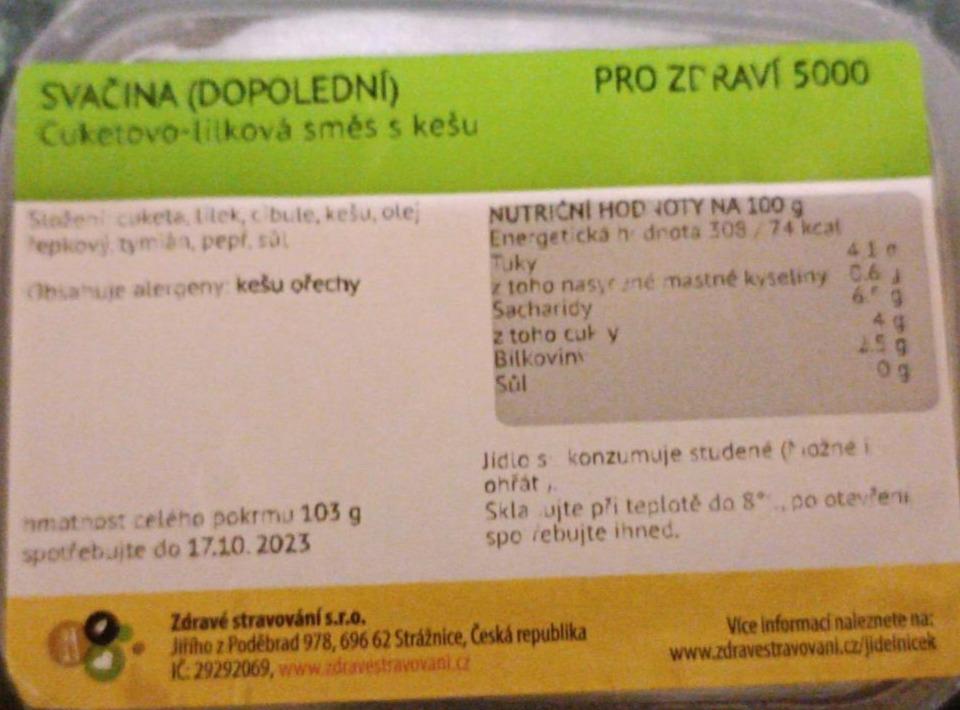 SVAČINA (DOPOLEDNÍ)
PRO ZDRAVÍ 5000
Cuketovo-lilková směs s kešu
Složení: cuketa, lilek, cibule, kešu, olej
řepkový, tymián, pepř, sůl
Obsahuje alergeny: kešu ořechy
NUTRIČNÍ HODNOTY NA 100 g
Energetická hodnota 308 / 74 kcal
Tuky 4.1 g
z toho nasycené mastné kyseliny 0.6 g
Sacharidy g
z toho cukry 4 g
Bílkoviny g
Sůl 0 g
Jídlo se konzumuje studené (Možné i
ohřát).
Skladujte při teplotě do 8° po otevření
spotřebujte ihned.
hmotnost celého pokrmu 103 g
spotřebujte do 17.10. 2023
Zdravé stravování s.r.o.
Jiřího z Poděbrad 978, 696 62 Strážnice, Česká republika
IČ: 29292069, www.zdravestravovani.cz
Více informací naleznete na:
www.zdravestravovani.cz/jidelnicek